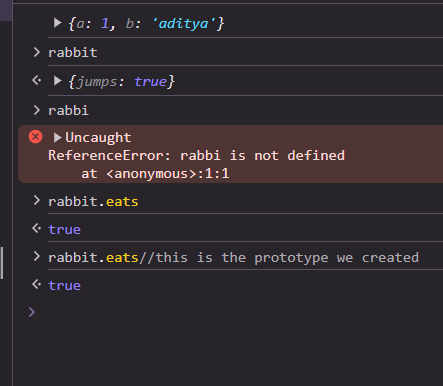 ▶ {a: 1, b: 'aditya'}
> rabbit
<· ▶ {jumps: true}
> rabbi
▶ Uncaught
ReferenceError: rabbi is not defined
    at <anonymous>:1:1
> rabbit.eats
<· true
> rabbit.eats//this is the prototype we created
<· true
>